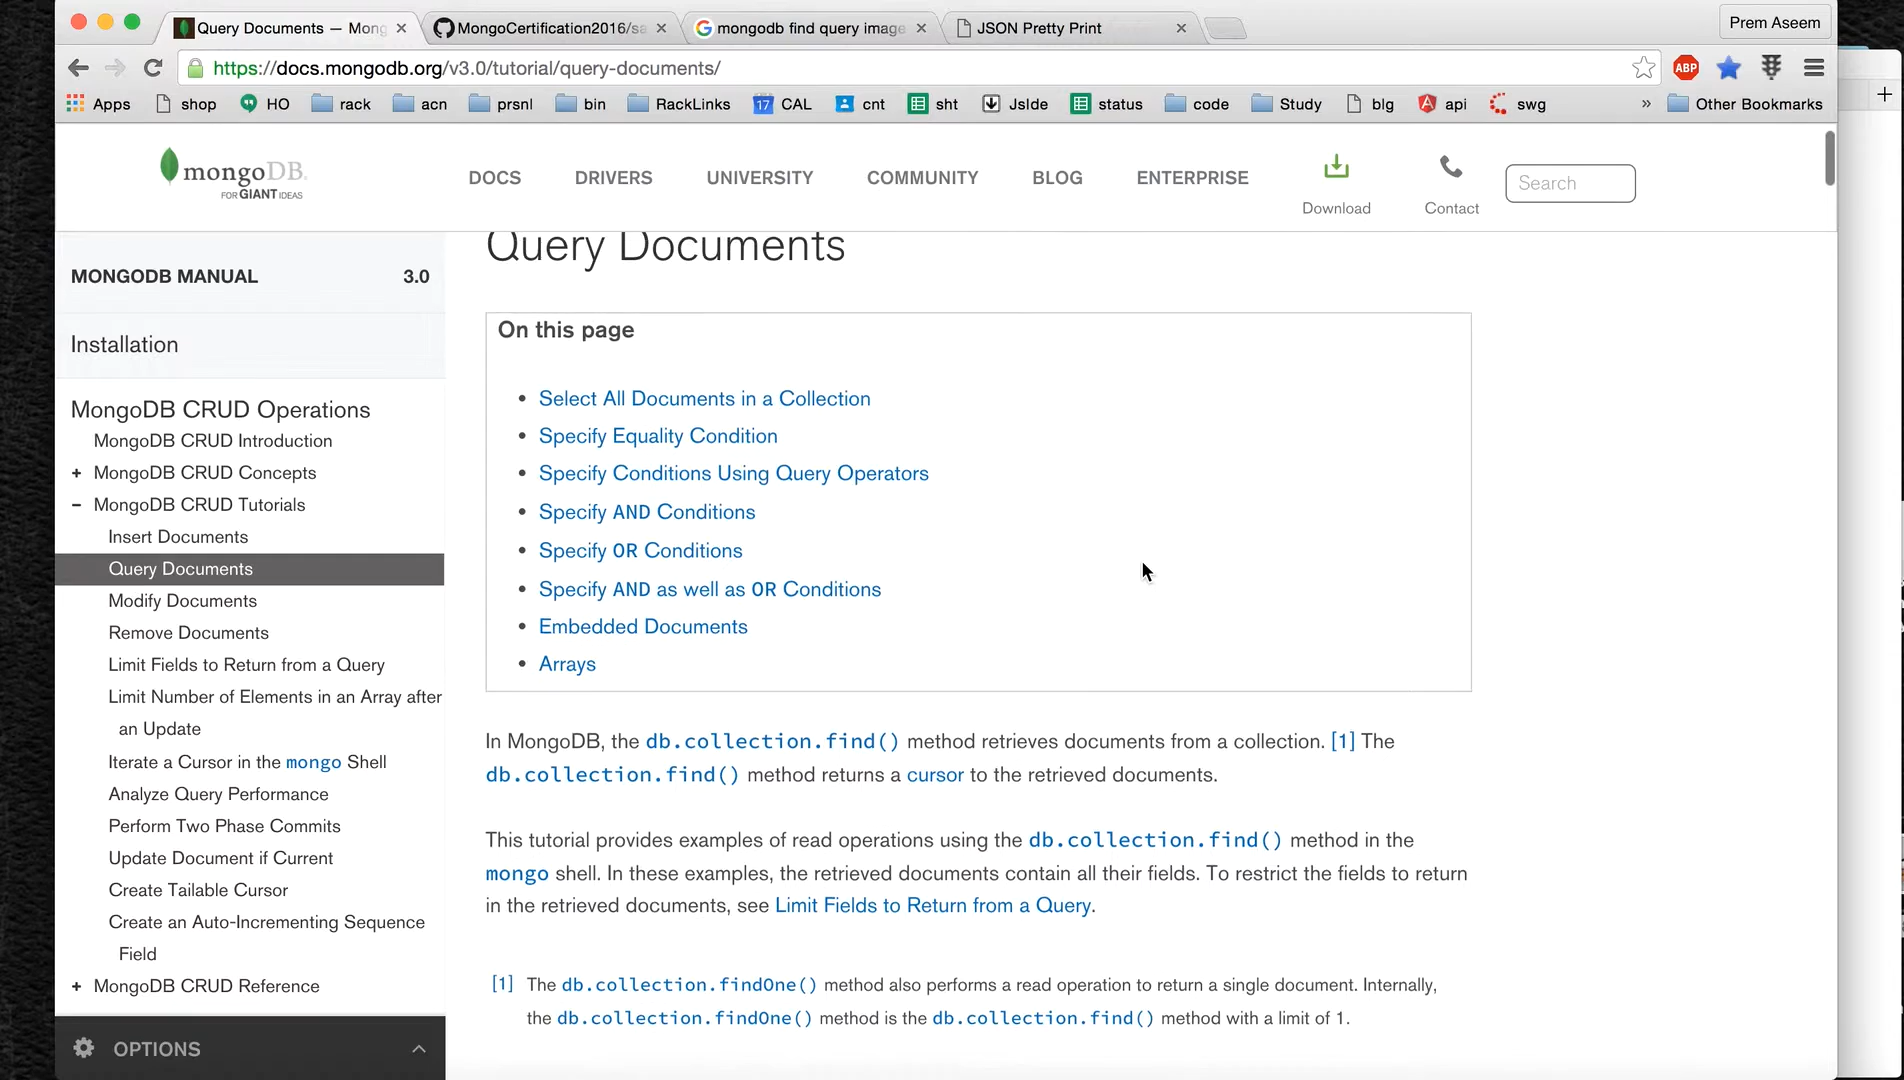 Query Documents — Mong
MongoCertification2016/sa
mongodb find query image
JSON Pretty Print
Prem Aseem
https://docs.mongodb.org/v3.0/tutorial/query-documents/
ABP
Apps
shop
HO
rack
acn
prsnl
bin
RackLinks
17 CAL
cnt
sht
Jslde
status
code
Study
blg
api
swg
»
Other Bookmarks
mongoDB.
FOR GIANT IDEAS
DOCS
DRIVERS
UNIVERSITY
COMMUNITY
BLOG
ENTERPRISE
Download
Contact
Search
MONGODB MANUAL 3.0
Installation
MongoDB CRUD Operations
MongoDB CRUD Introduction
+ MongoDB CRUD Concepts
– MongoDB CRUD Tutorials
Insert Documents
Query Documents
Modify Documents
Remove Documents
Limit Fields to Return from a Query
Limit Number of Elements in an Array after
an Update
Iterate a Cursor in the mongo Shell
Analyze Query Performance
Perform Two Phase Commits
Update Document if Current
Create Tailable Cursor
Create an Auto-Incrementing Sequence
Field
+ MongoDB CRUD Reference
OPTIONS
Query Documents
On this page
• Select All Documents in a Collection
• Specify Equality Condition
• Specify Conditions Using Query Operators
• Specify AND Conditions
• Specify OR Conditions
• Specify AND as well as OR Conditions
• Embedded Documents
• Arrays
In MongoDB, the db.collection.find() method retrieves documents from a collection. [1] The
db.collection.find() method returns a cursor to the retrieved documents.
This tutorial provides examples of read operations using the db.collection.find() method in the
mongo shell. In these examples, the retrieved documents contain all their fields. To restrict the fields to return
in the retrieved documents, see Limit Fields to Return from a Query.
[1] The db.collection.findOne() method also performs a read operation to return a single document. Internally,
the db.collection.findOne() method is the db.collection.find() method with a limit of 1.